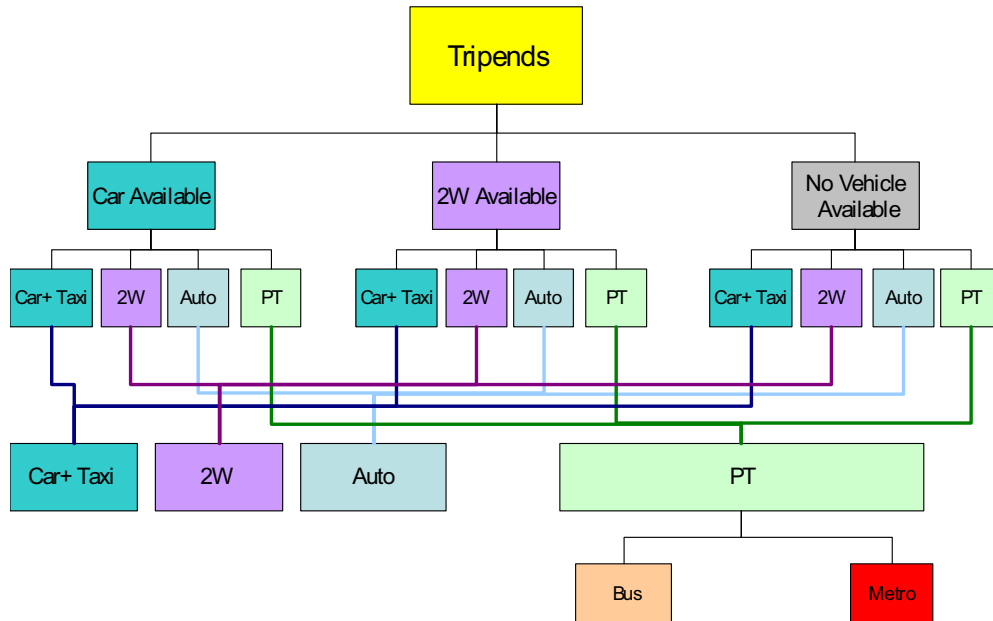 Tripends
Car Available
2W Available
No Vehicle
Available
Car+ Taxi
2W
Auto
PT
Car+ Taxi
2W
Auto
PT
Car+ Taxi
2W
Auto
PT
Car+ Taxi
2W
Auto
PT
Bus
Metro